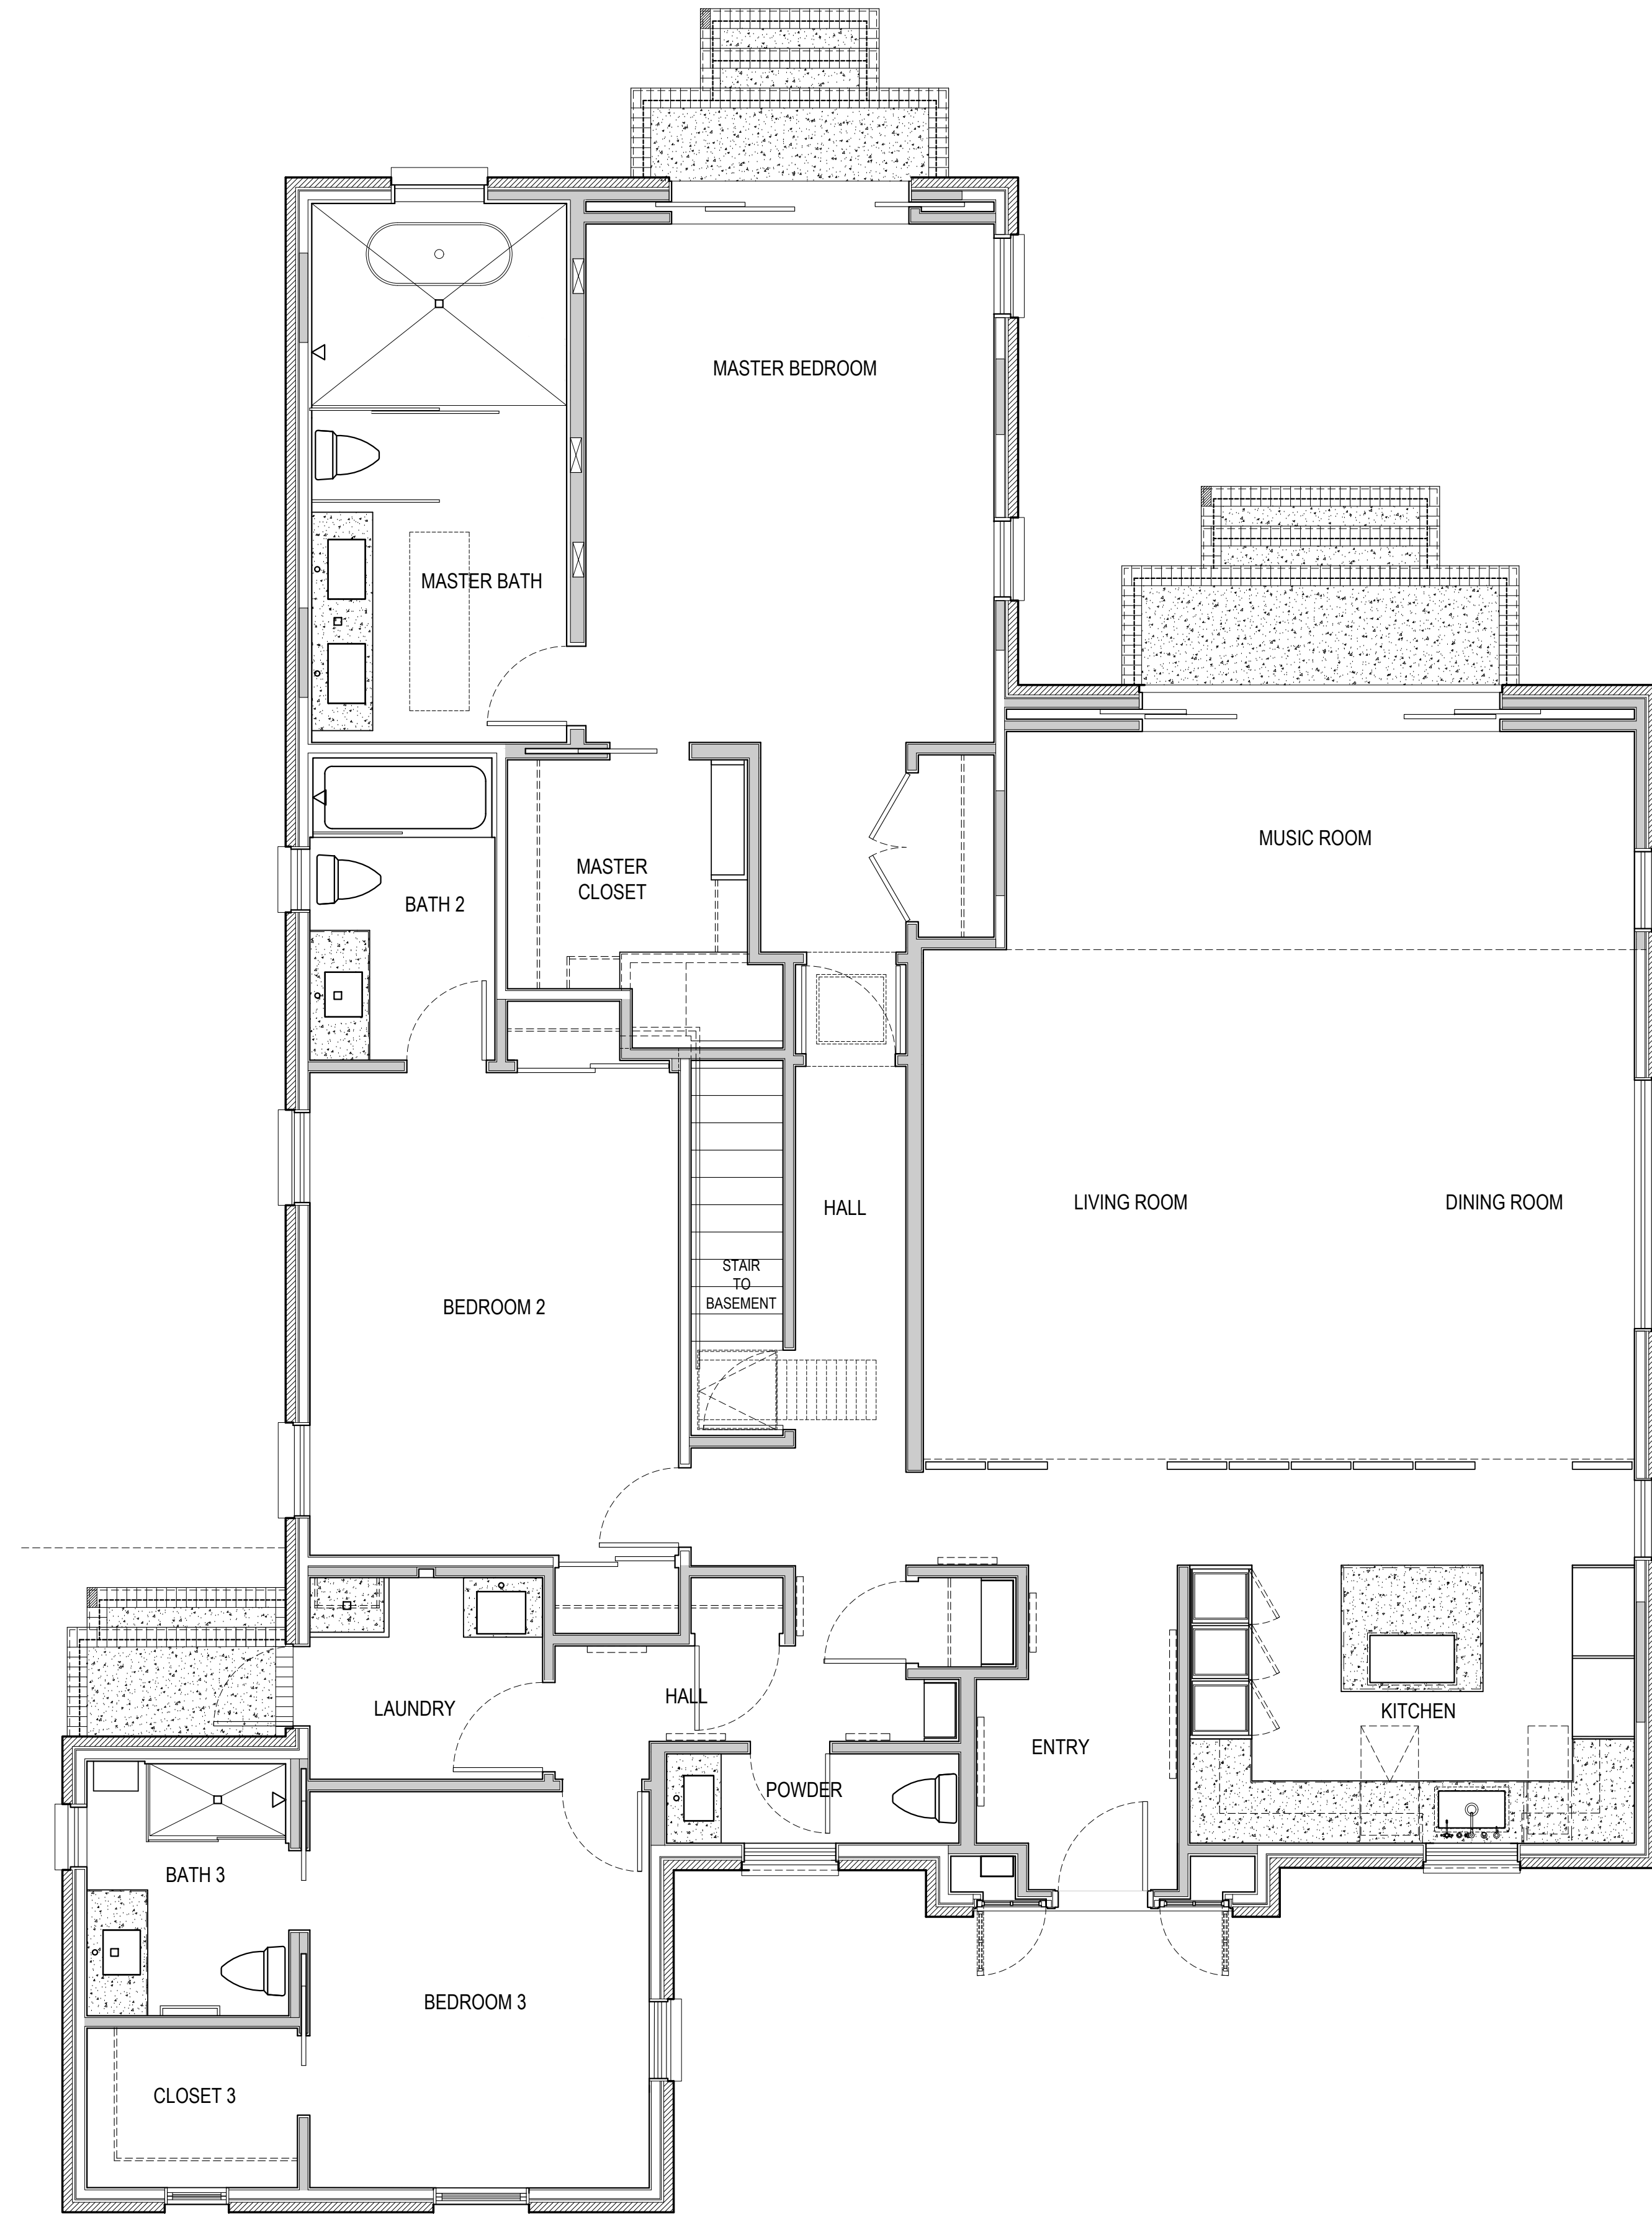 MASTER BEDROOM
MASTER BATH
MUSIC ROOM
MASTER
CLOSET
BATH 2
LIVING ROOM
DINING ROOM
HALL
STAIR
TO
BASEMENT
BEDROOM 2
HALL
LAUNDRY
KITCHEN
ENTRY
POWDER
BATH 3
BEDROOM 3
CLOSET 3